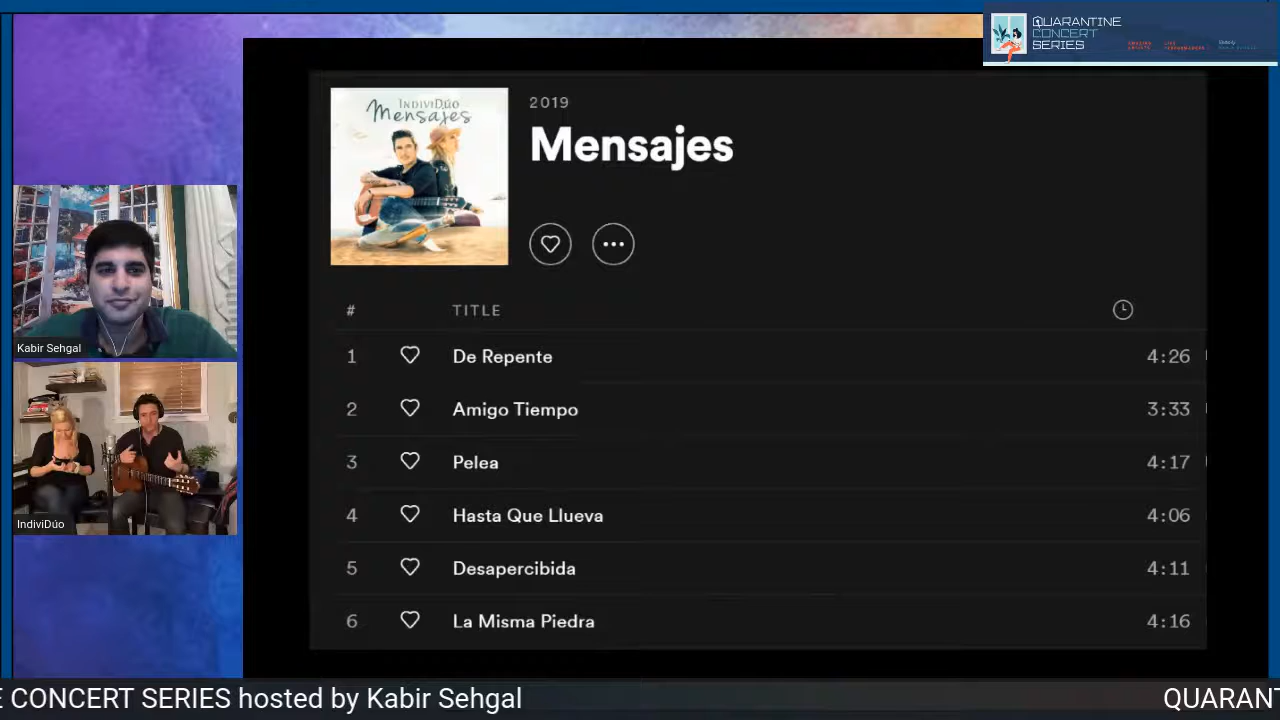 QUARANTINE
CONCERT
SERIES
INDIVIDÚO
Mensajes
2019
Mensajes
# TITLE
1 De Repente 4:26
2 Amigo Tiempo 3:33
3 Pelea 4:17
4 Hasta Que Llueva 4:06
5 Desapercibida 4:11
6 La Misma Piedra 4:16
Kabir Sehgal
IndiviDúo
E CONCERT SERIES hosted by Kabir Sehgal QUARANT